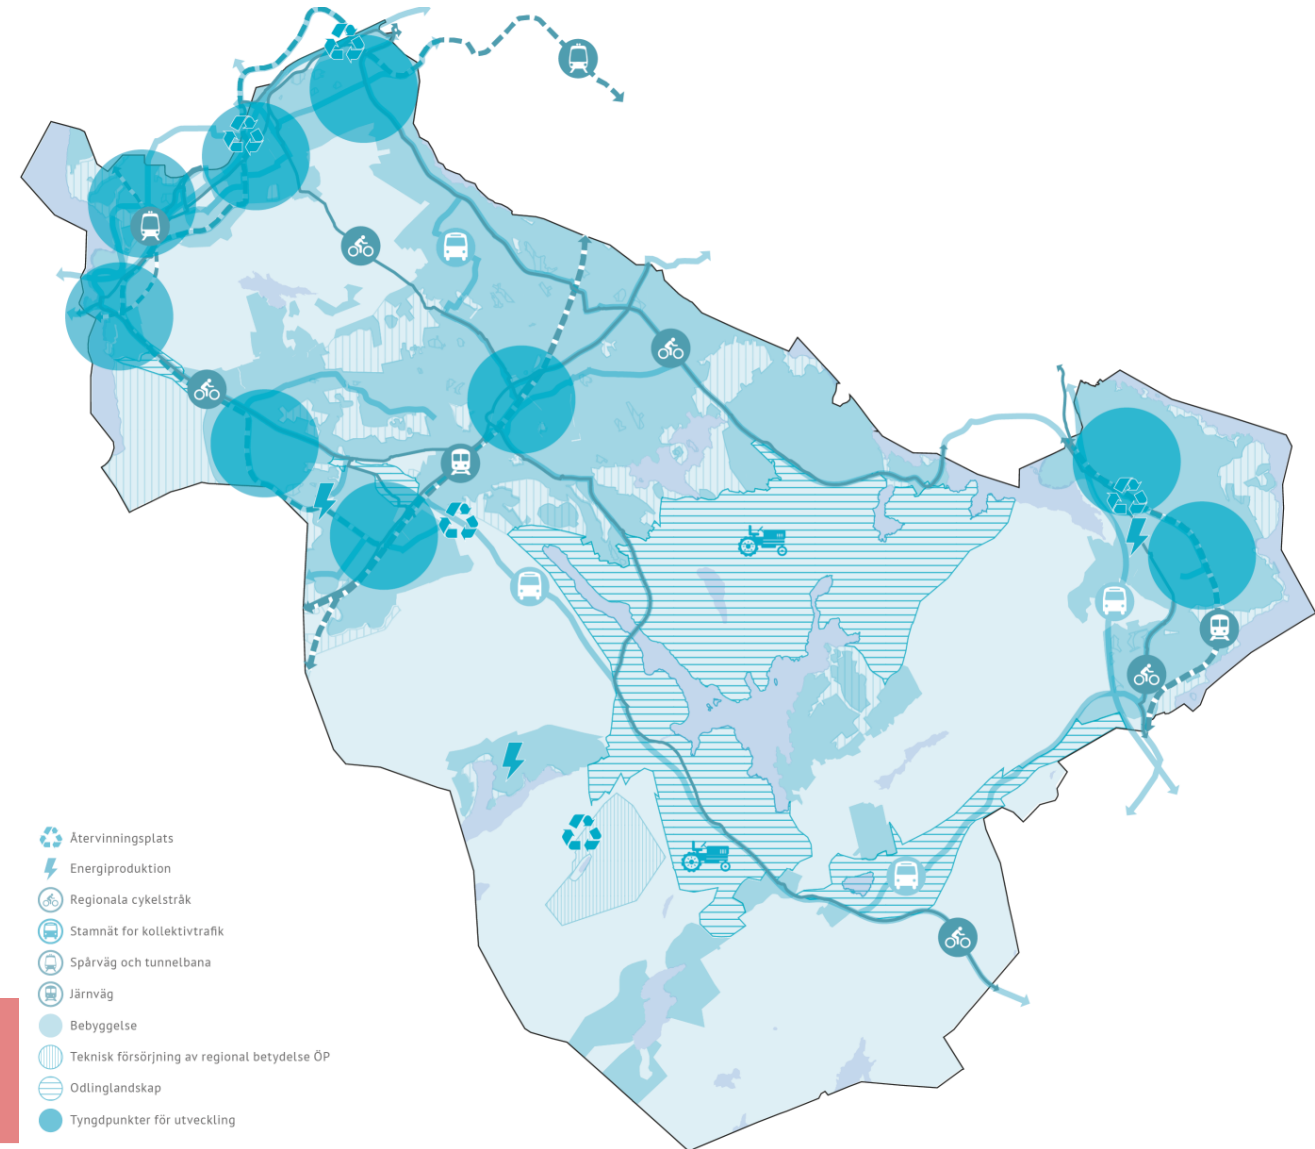 Återvinningsplats
Energiproduktion
Regionala cykelstråk
Stamnät for kollektivtrafik
Spårväg och tunnelbana
Järnväg
Bebyggelse
Teknisk försörjning av regional betydelse ÖP
Odlinglandskap
Tyngdpunkter för utveckling